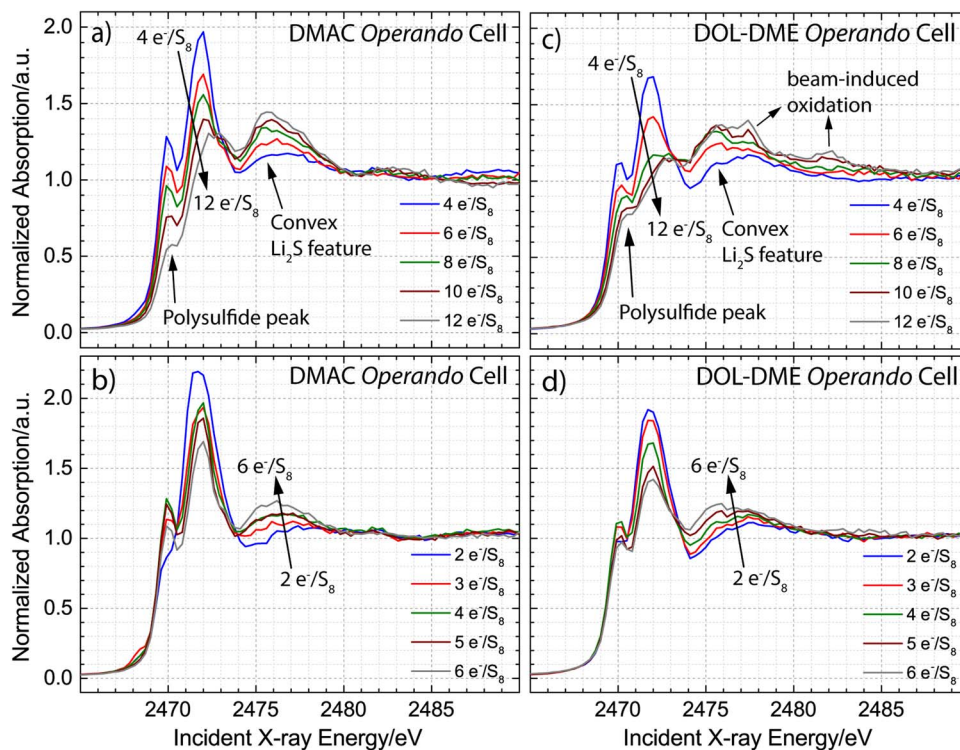 a)
DMAC Operando Cell
4 e⁻/S₈
12 e⁻/S₈
Convex
Li₂S feature
Polysulfide peak
4 e⁻/S₈
6 e⁻/S₈
8 e⁻/S₈
10 e⁻/S₈
12 e⁻/S₈
2.0
1.5
1.0
0.5
0.0
Normalized Absorption/a.u.
c)
DOL-DME Operando Cell
4 e⁻/S₈
beam-induced
oxidation
12 e⁻/S₈
Convex
Li₂S feature
Polysulfide peak
4 e⁻/S₈
6 e⁻/S₈
8 e⁻/S₈
10 e⁻/S₈
12 e⁻/S₈
b)
DMAC Operando Cell
6 e⁻/S₈
2 e⁻/S₈
2 e⁻/S₈
3 e⁻/S₈
4 e⁻/S₈
5 e⁻/S₈
6 e⁻/S₈
2.0
1.5
1.0
0.5
0.0
Normalized Absorption/a.u.
2470
2475
2480
2485
Incident X-ray Energy/eV
d)
DOL-DME Operando Cell
6 e⁻/S₈
2 e⁻/S₈
2 e⁻/S₈
3 e⁻/S₈
4 e⁻/S₈
5 e⁻/S₈
6 e⁻/S₈
2470
2475
2480
2485
Incident X-ray Energy/eV